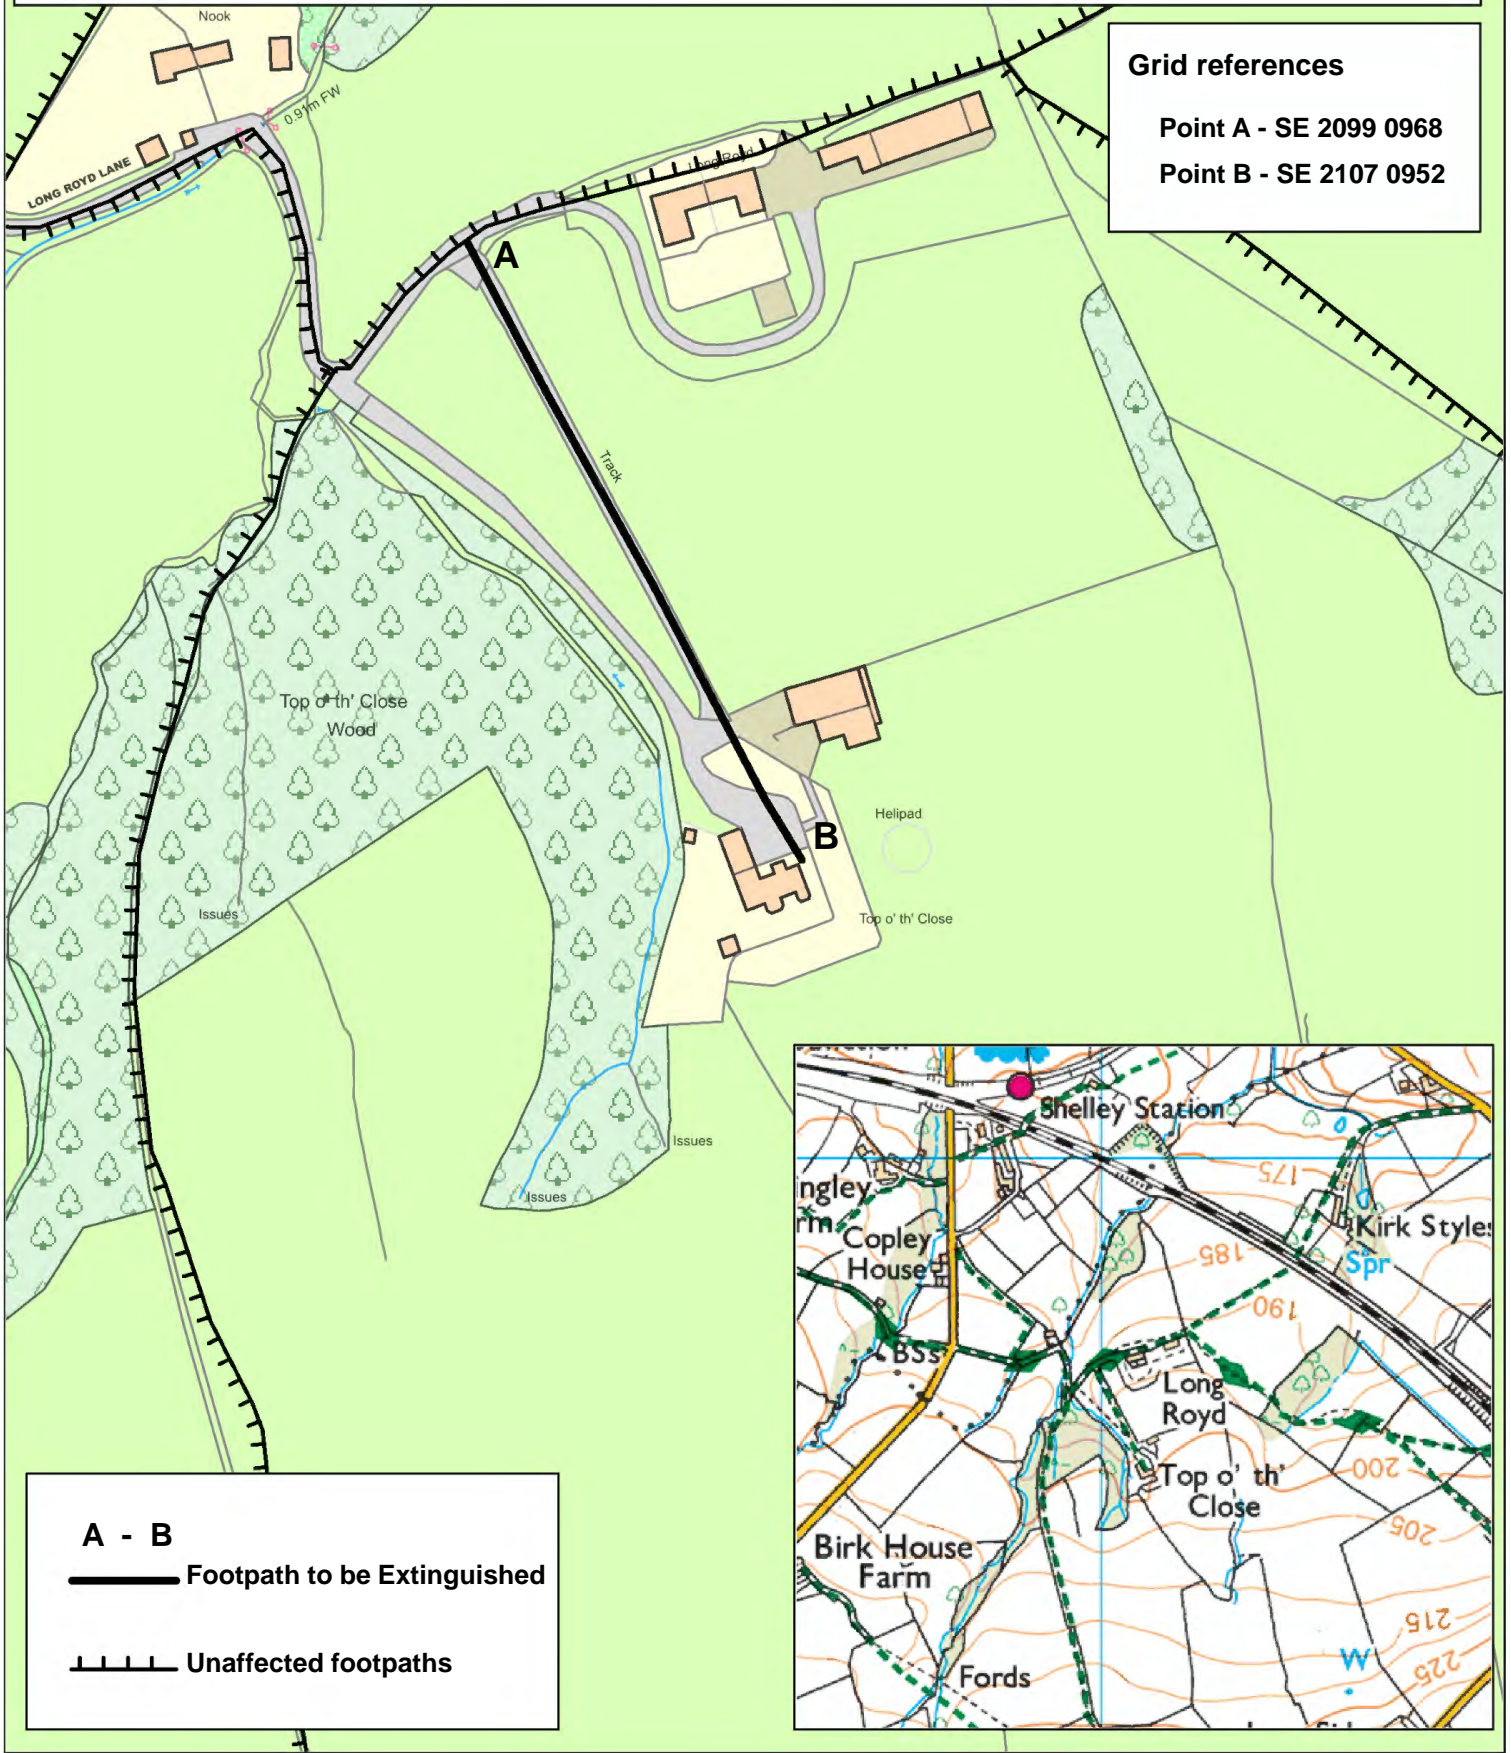 Nook
0.91m FW
LONG ROYD LANE
Long Royd
Grid references
Point A - SE 2099 0968
Point B - SE 2107 0952
A
Track
Top o' th' Close
Wood
B
Helipad
Top o' th' Close
Issues
Issues
Issues
A - B
Footpath to be Extinguished
Unaffected footpaths
Shelley Station
175
ngley
rm
Copley
House
Kirk Styles
Spr
185
190
BSs
Long
Royd
Top o' th'
Close
200
205
Birk House
Farm
215
225
W
Fords